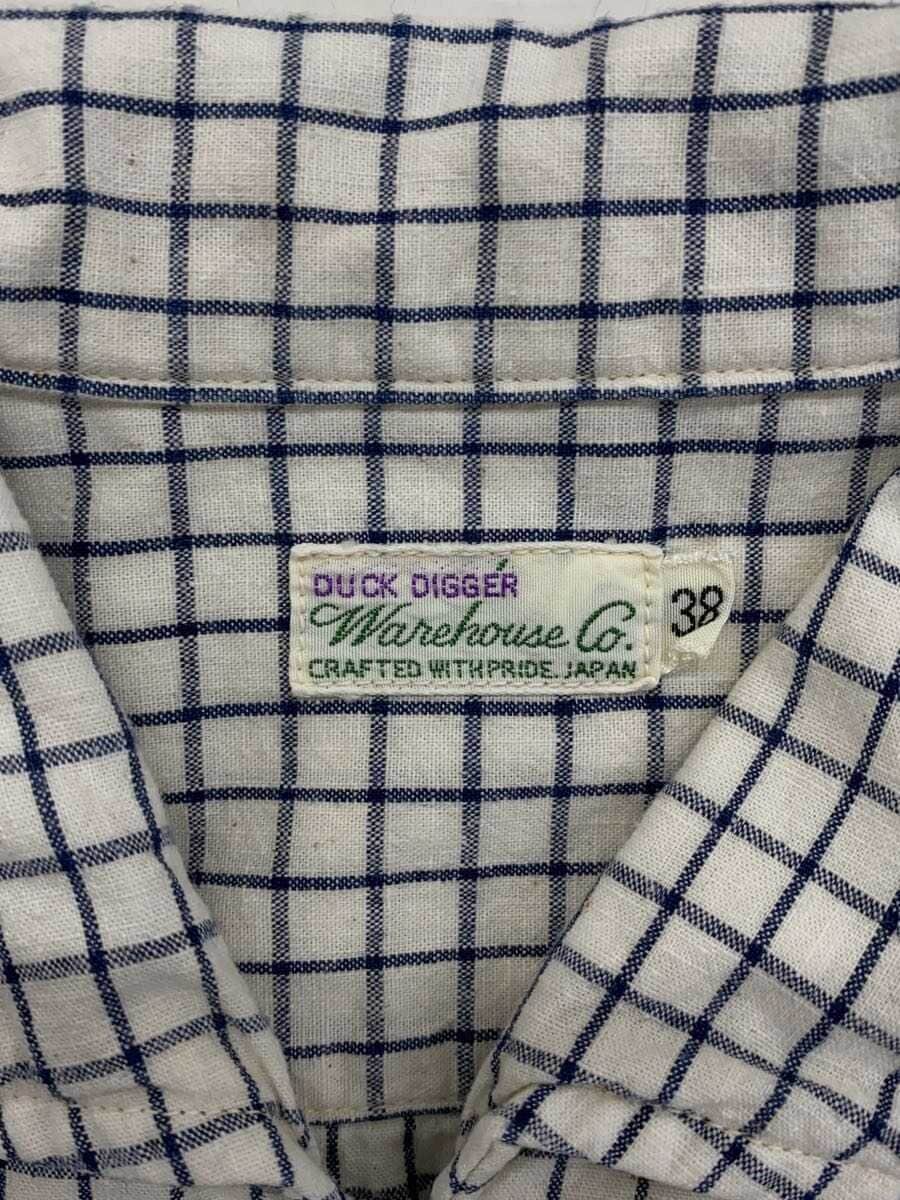 DUCK DIGGER
Warehouse Co.
CRAFTED WITH PRIDE. JAPAN
38